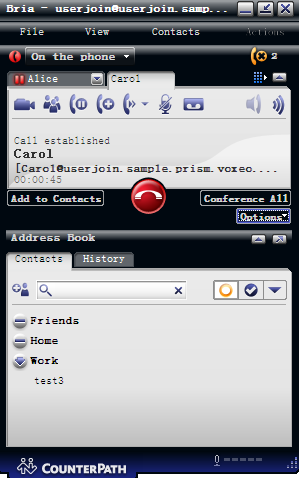 Bria - userjoin@userjoin.samp...
File View Contacts Actions
On the phone 2
Alice Carol
Call established
Carol
[Carol@userjoin.sample.prism.voxeo....
00:00:45
Add to Contacts Conference All
Options
Address Book
Contacts History
Friends
Home
Work
test3
COUNTERPATH